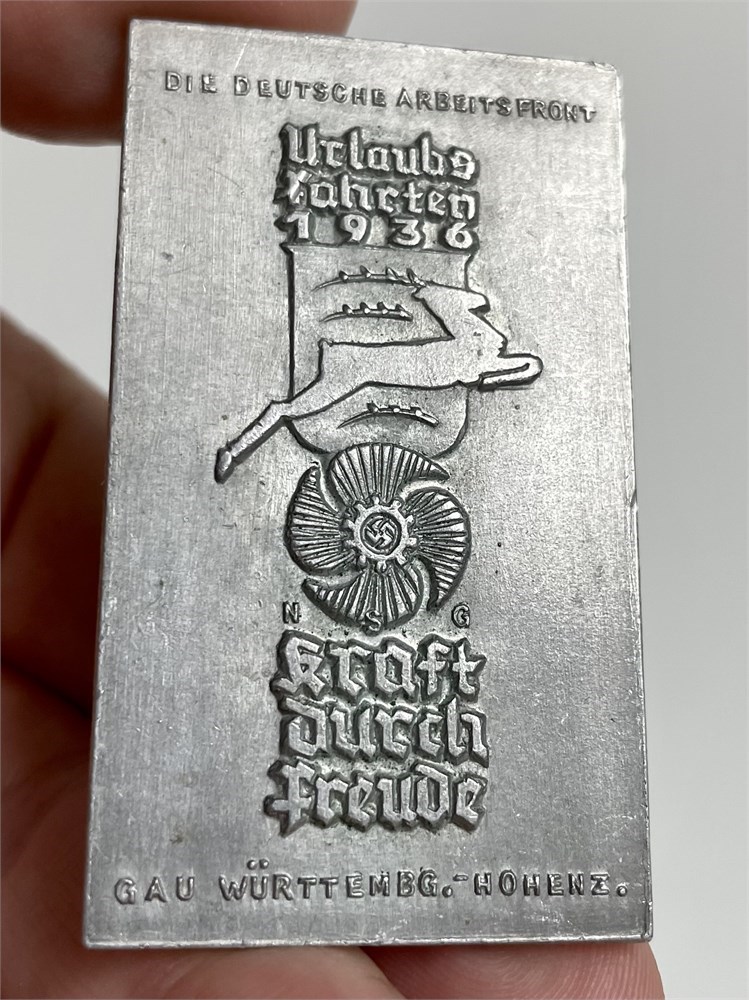 DIE DEUTSCHE ARBEITSFRONT
Urlaubs
fahrten
1936
N S G
Kraft
durch
freude
GAU WÜRTTEMBG.-HOHENZ.